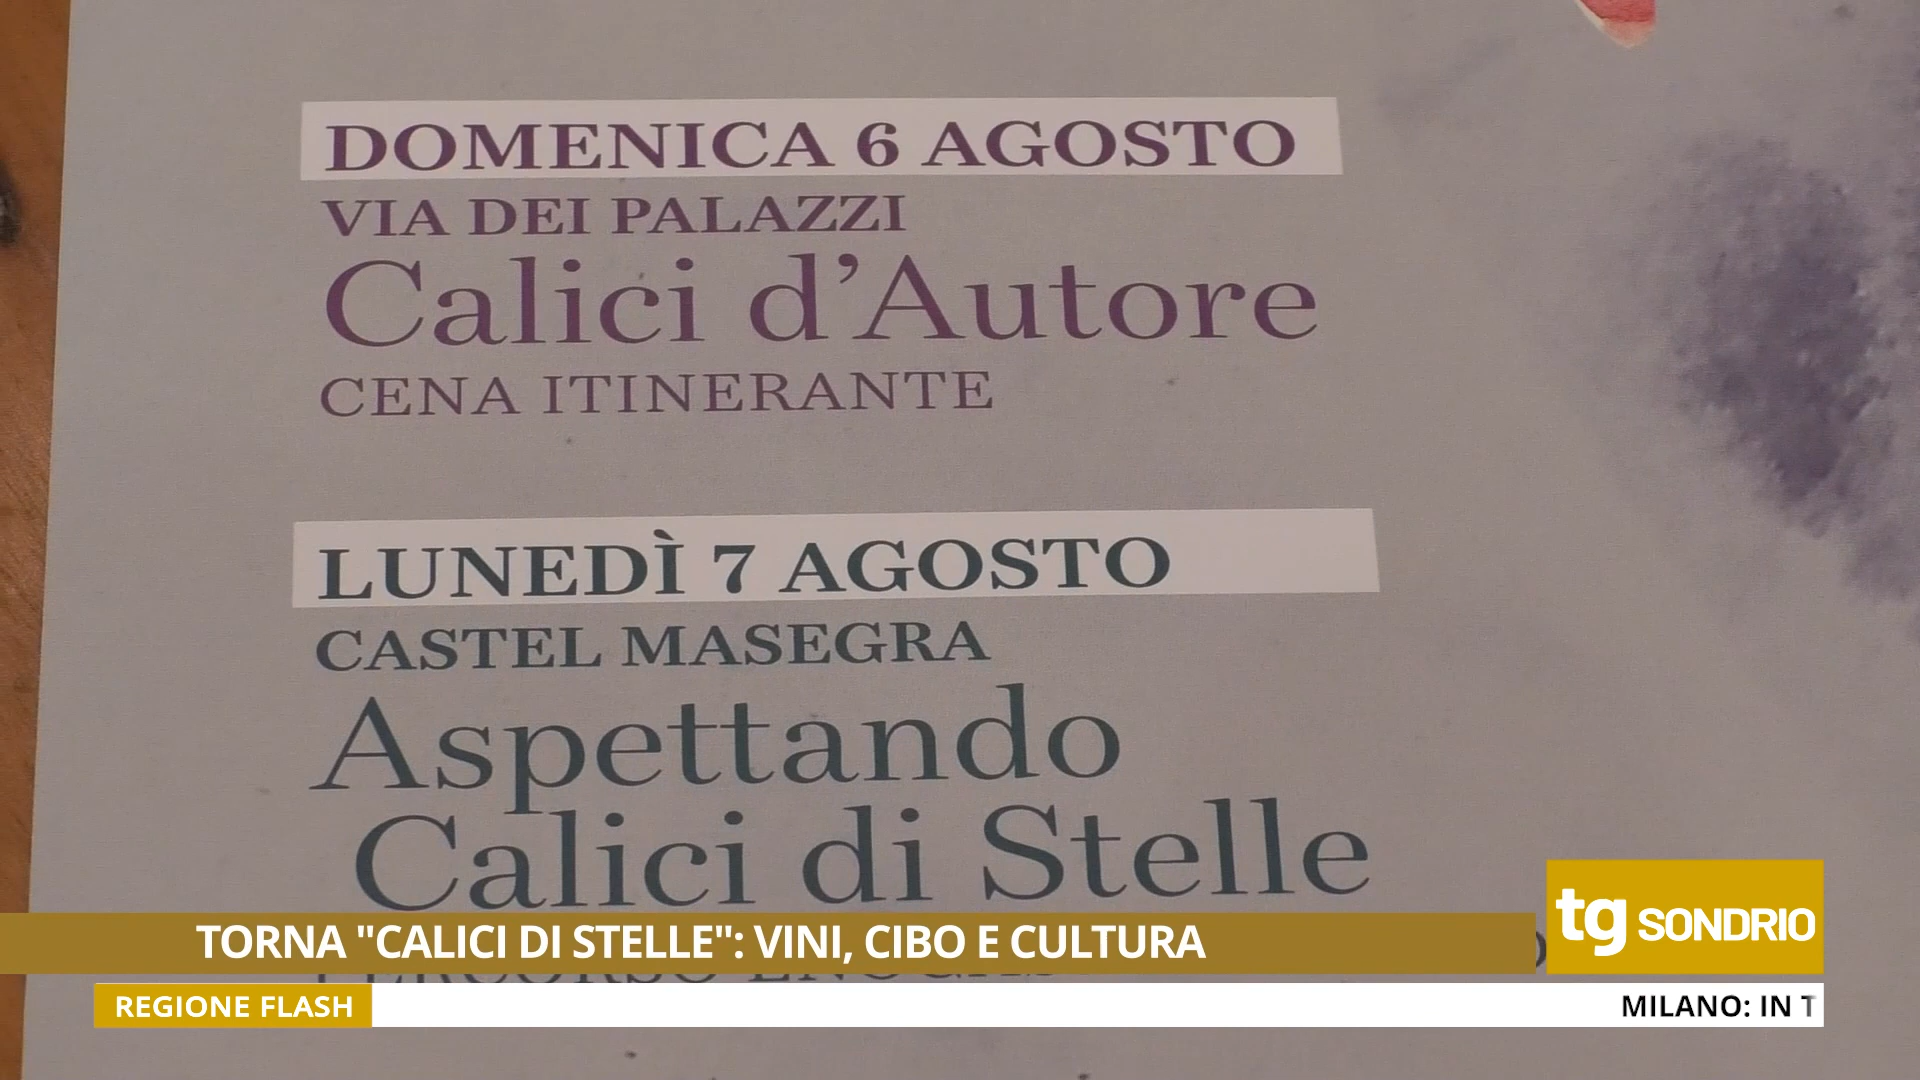 DOMENICA 6 AGOSTO
VIA DEI PALAZZI
Calici d'Autore
CENA ITINERANTE
LUNEDÌ 7 AGOSTO
CASTEL MASEGRA
Aspettando
Calici di Stelle
TORNA "CALICI DI STELLE": VINI, CIBO E CULTURA
tg SONDRIO
REGIONE FLASH
MILANO: IN T